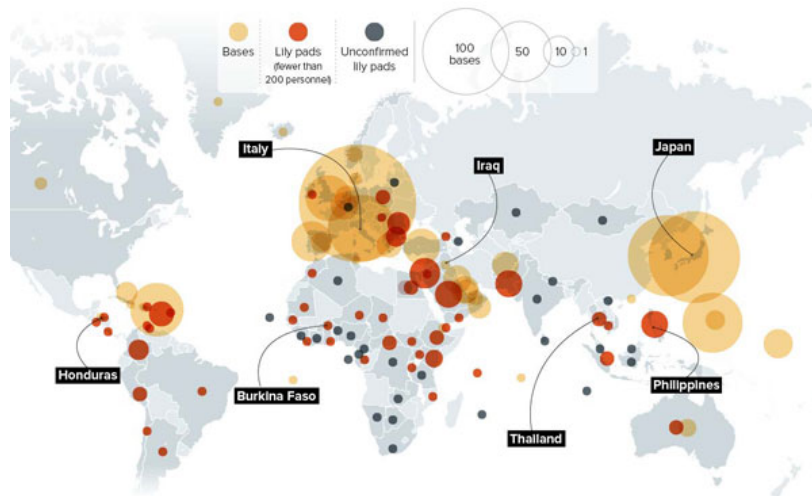 Bases
Lily pads
(fewer than
200 personnel)
Unconfirmed
lily pads
100
bases
50
10
1
Italy
Iraq
Japan
Honduras
Burkina Faso
Thailand
Philippines